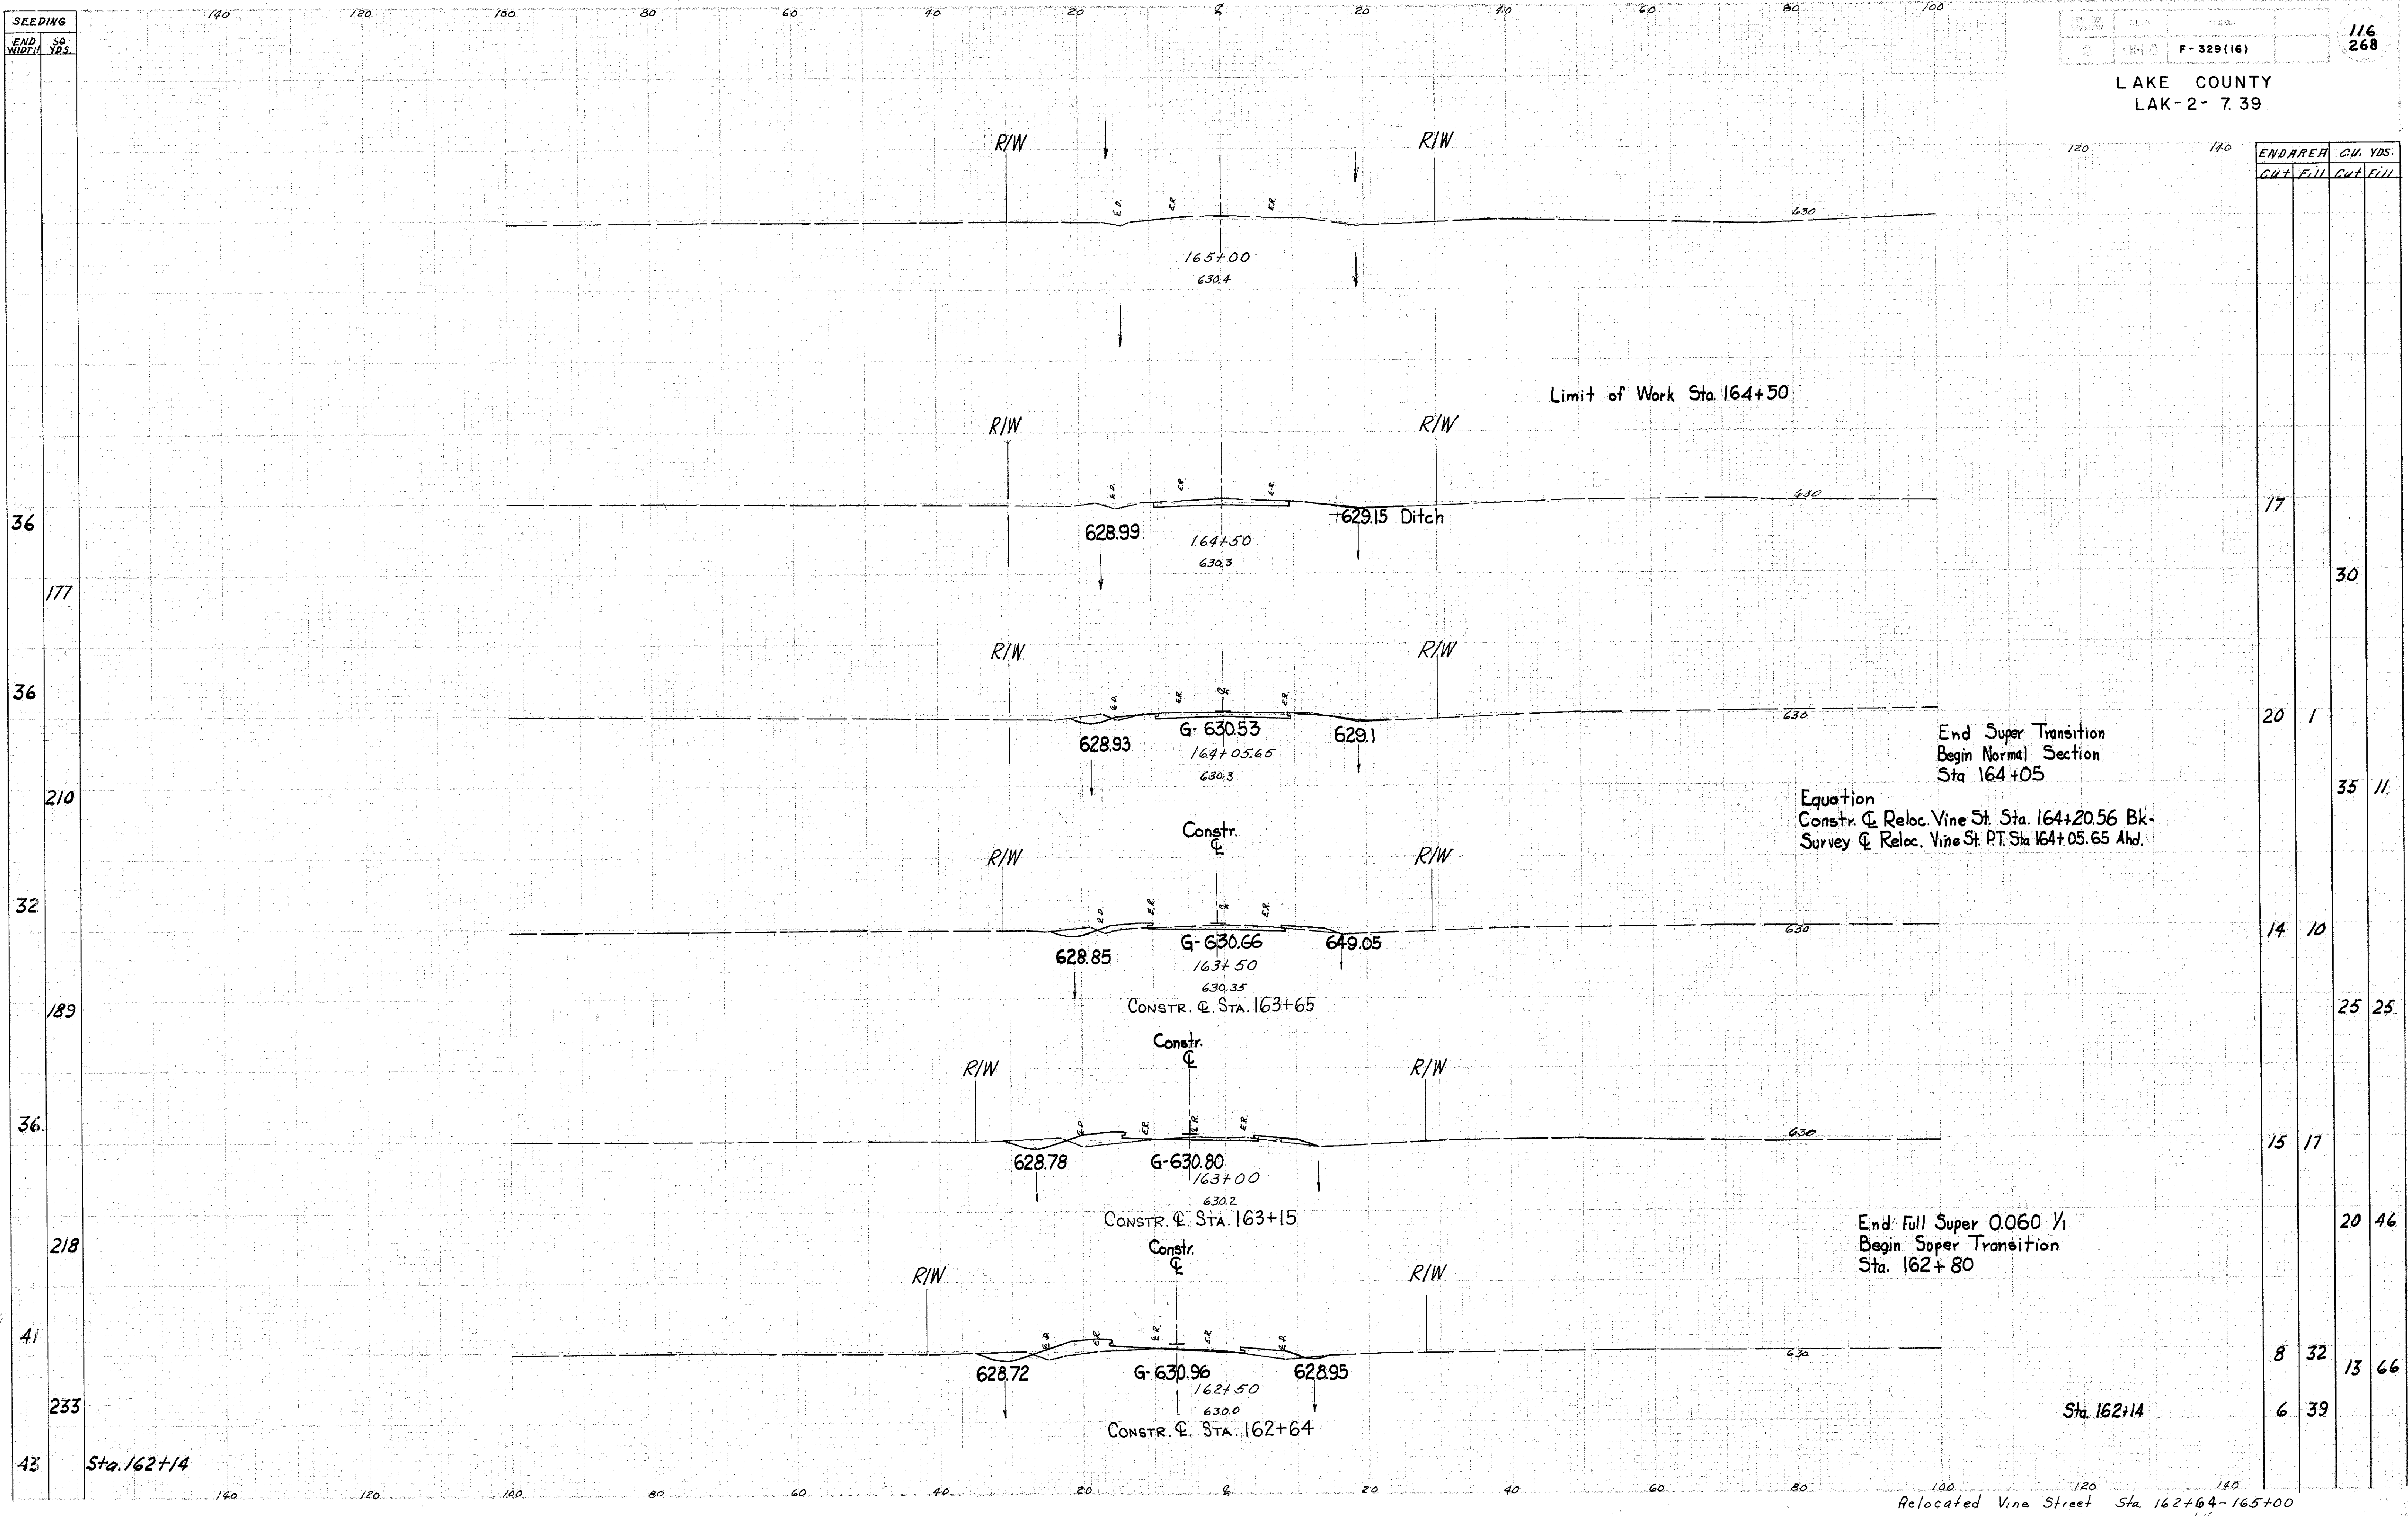 140 120 100 80 60 40 20 ℄ 20 40 60 80 100
SEEDING
END WIDTH SQ YDS.
2 OHIO F-329(16)
116
268
LAKE COUNTY
LAK-2-7.39
120 140
END AREA CU. YDS.
Cut Fill Cut Fill
R/W R/W
E.D. E.R. E.R.
630
165+00
630.4
Limit of Work Sta. 164+50
R/W R/W
E.D. E.R. E.R.
630
17
36
628.99 629.15 Ditch
164+50
630.3
30
177
R/W R/W
E.D. E.R. ℄ E.R.
36
630
20 1
G-630.53
628.93 629.1
164+05.65
630.3
End Super Transition
Begin Normal Section
Sta 164+05
210
35 11
Equation
Constr. ℄ Reloc. Vine St. Sta. 164+20.56 Bk.
Survey ℄ Reloc. Vine St. P.T. Sta 164+05.65 Ahd.
Constr.
℄
R/W R/W
E.D. E.R. ℄ E.R.
32
630
14 10
628.85 G-630.66 649.05
163+50
630.35
CONSTR. ℄. STA. 163+65
189
25 25
Constr.
℄
R/W R/W
E.D. E.R. E.R. E.R.
36
630
15 17
628.78 G-630.80
163+00
630.2
CONSTR. ℄. STA. 163+15
218
20 46
End Full Super 0.060 1/1
Begin Super Transition
Sta. 162+80
Constr.
℄
R/W R/W
E.D. E.R. E.R. E.R. E.D.
41
630
8 32
13 66
628.72 G-630.96 628.95
162+50
630.0
CONSTR. ℄. STA. 162+64
233
Sta. 162+14
6 39
43 Sta. 162+14
140 120 100 80 60 40 20 ℄ 20 40 60 80 100 120 140
Relocated Vine Street Sta 162+64-165+00